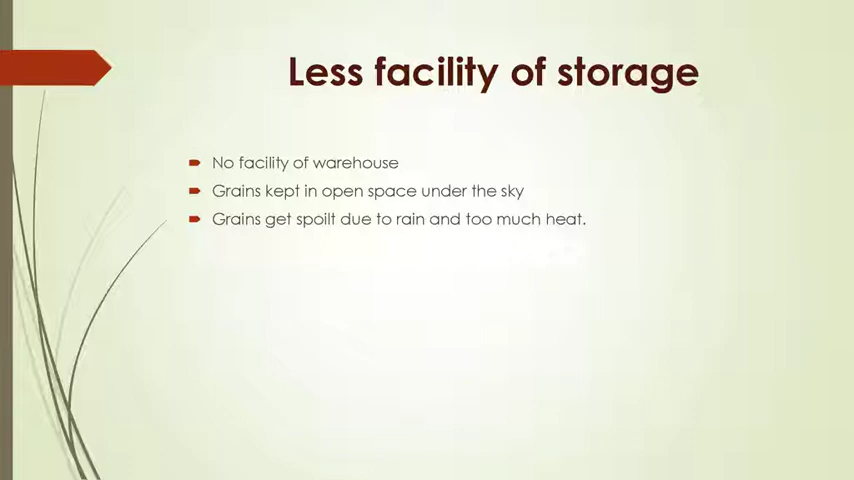 Less facility of storage
No facility of warehouse
Grains kept in open space under the sky
Grains get spoilt due to rain and too much heat.